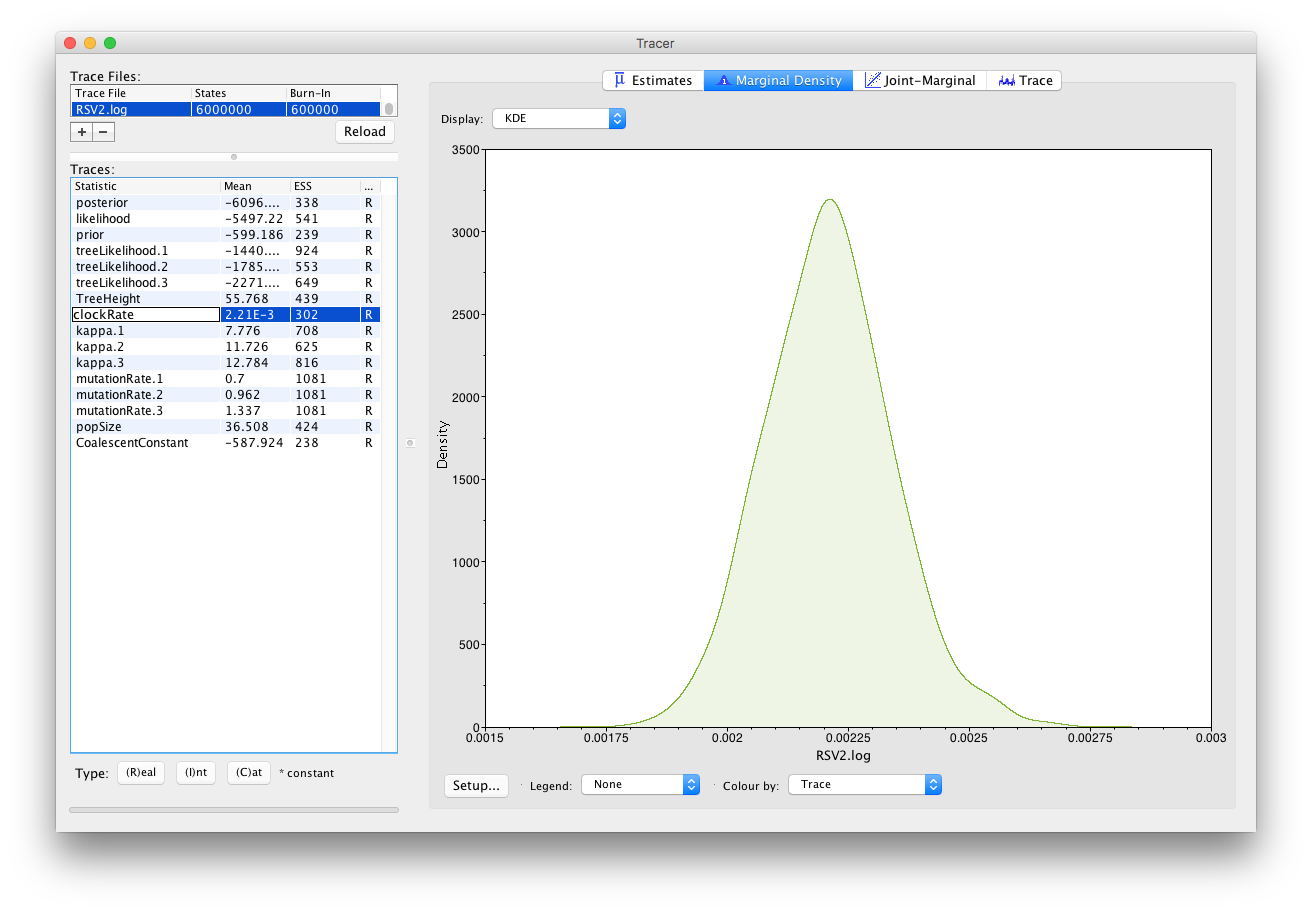 Tracer
Trace Files:
Trace File States Burn-In
RSV2.log 6000000 600000
+ − Reload
Traces:
Statistic Mean ESS ...
posterior -6096.... 338 R
likelihood -5497.22 541 R
prior -599.186 239 R
treeLikelihood.1 -1440.... 924 R
treeLikelihood.2 -1785.... 553 R
treeLikelihood.3 -2271.... 649 R
TreeHeight 55.768 439 R
clockRate 2.21E-3 302 R
kappa.1 7.776 708 R
kappa.2 11.726 625 R
kappa.3 12.784 816 R
mutationRate.1 0.7 1081 R
mutationRate.2 0.962 1081 R
mutationRate.3 1.337 1081 R
popSize 36.508 424 R
CoalescentConstant -587.924 238 R
Type: (R)eal (I)nt (C)at * constant
Estimates Marginal Density Joint-Marginal Trace
Display: KDE
3500
3000
2500
2000
1500
1000
500
0
Density
0.0015 0.00175 0.002 0.00225 0.0025 0.00275 0.003
RSV2.log
Setup... Legend: None Colour by: Trace